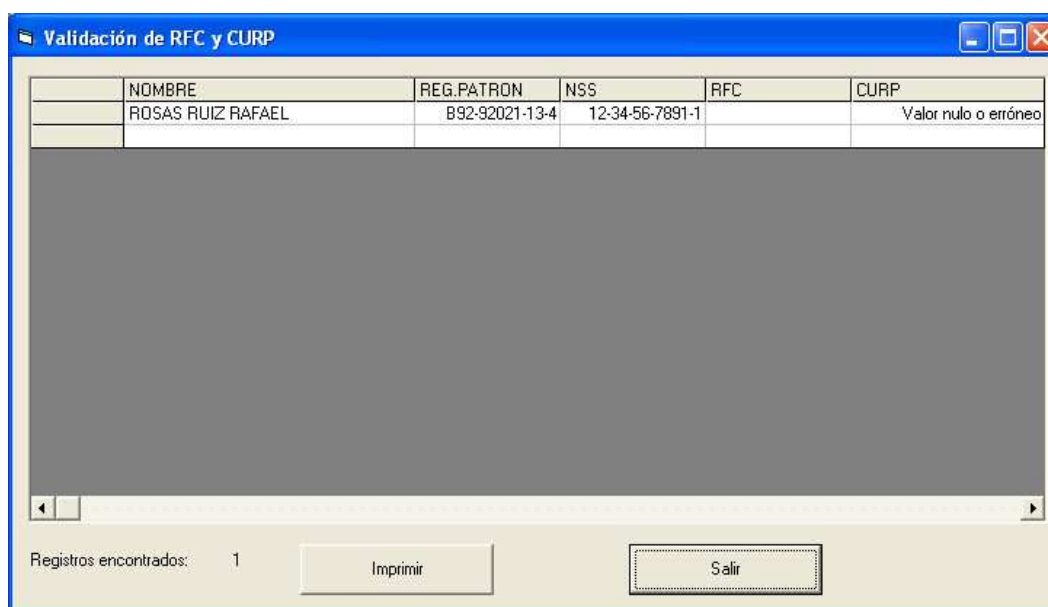 Validación de RFC y CURP
NOMBRE REG.PATRON NSS RFC CURP
ROSAS RUIZ RAFAEL B92-92021-13-4 12-34-56-7891-1 Valor nulo o erróneo
Registros encontrados: 1 Imprimir Salir